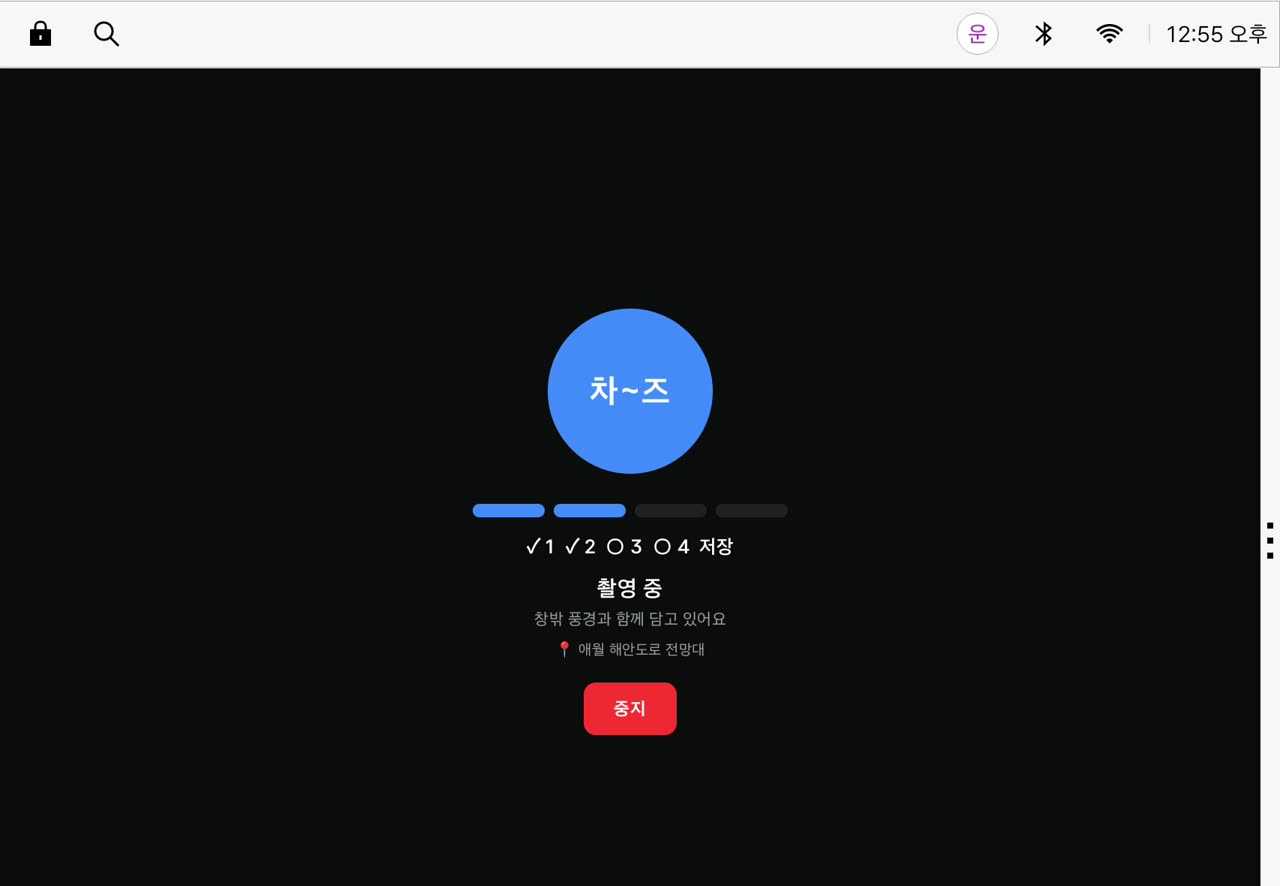 운
12:55 오후
차~즈
✓1 ✓2 ○ 3 ○ 4 저장
촬영 중
창밖 풍경과 함께 담고 있어요
📍 애월 해안도로 전망대
중지